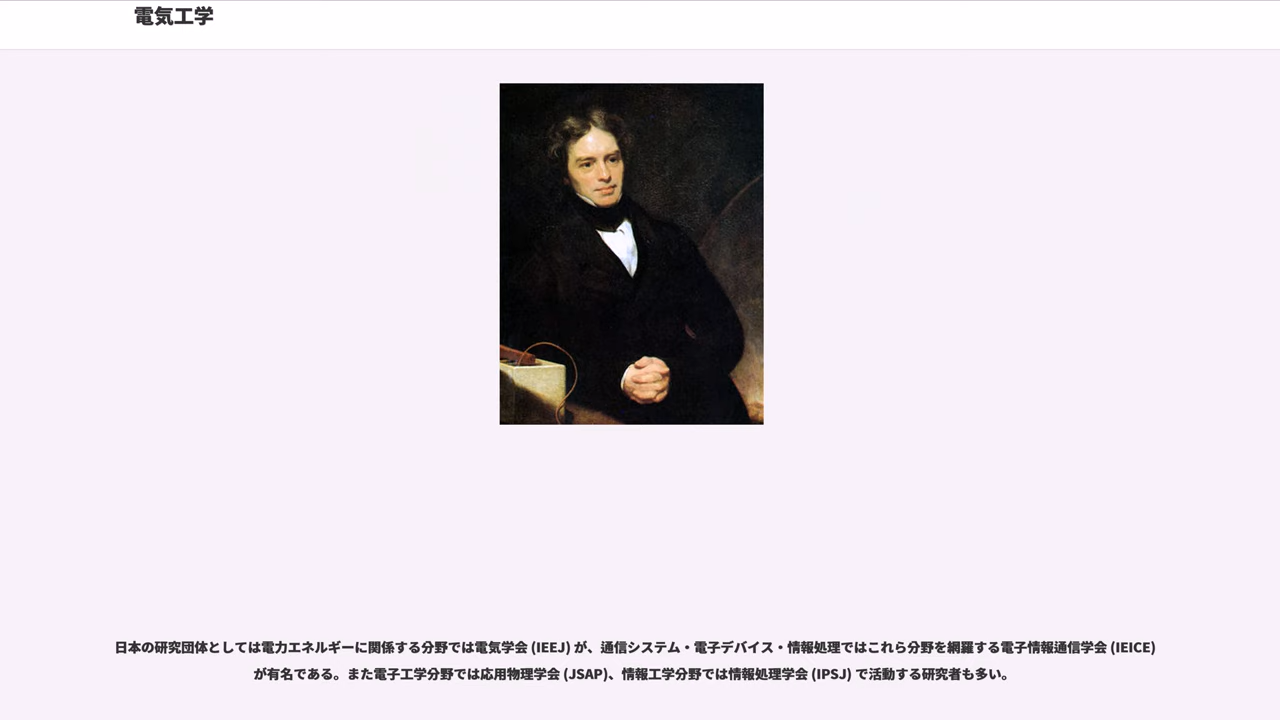 電気工学
日本の研究団体としては電力エネルギーに関係する分野では電気学会 (IEEJ) が、通信システム・電子デバイス・情報処理ではこれら分野を網羅する電子情報通信学会 (IEICE)
が有名である。また電子工学分野では応用物理学会 (JSAP)、情報工学分野では情報処理学会 (IPSJ) で活動する研究者も多い。